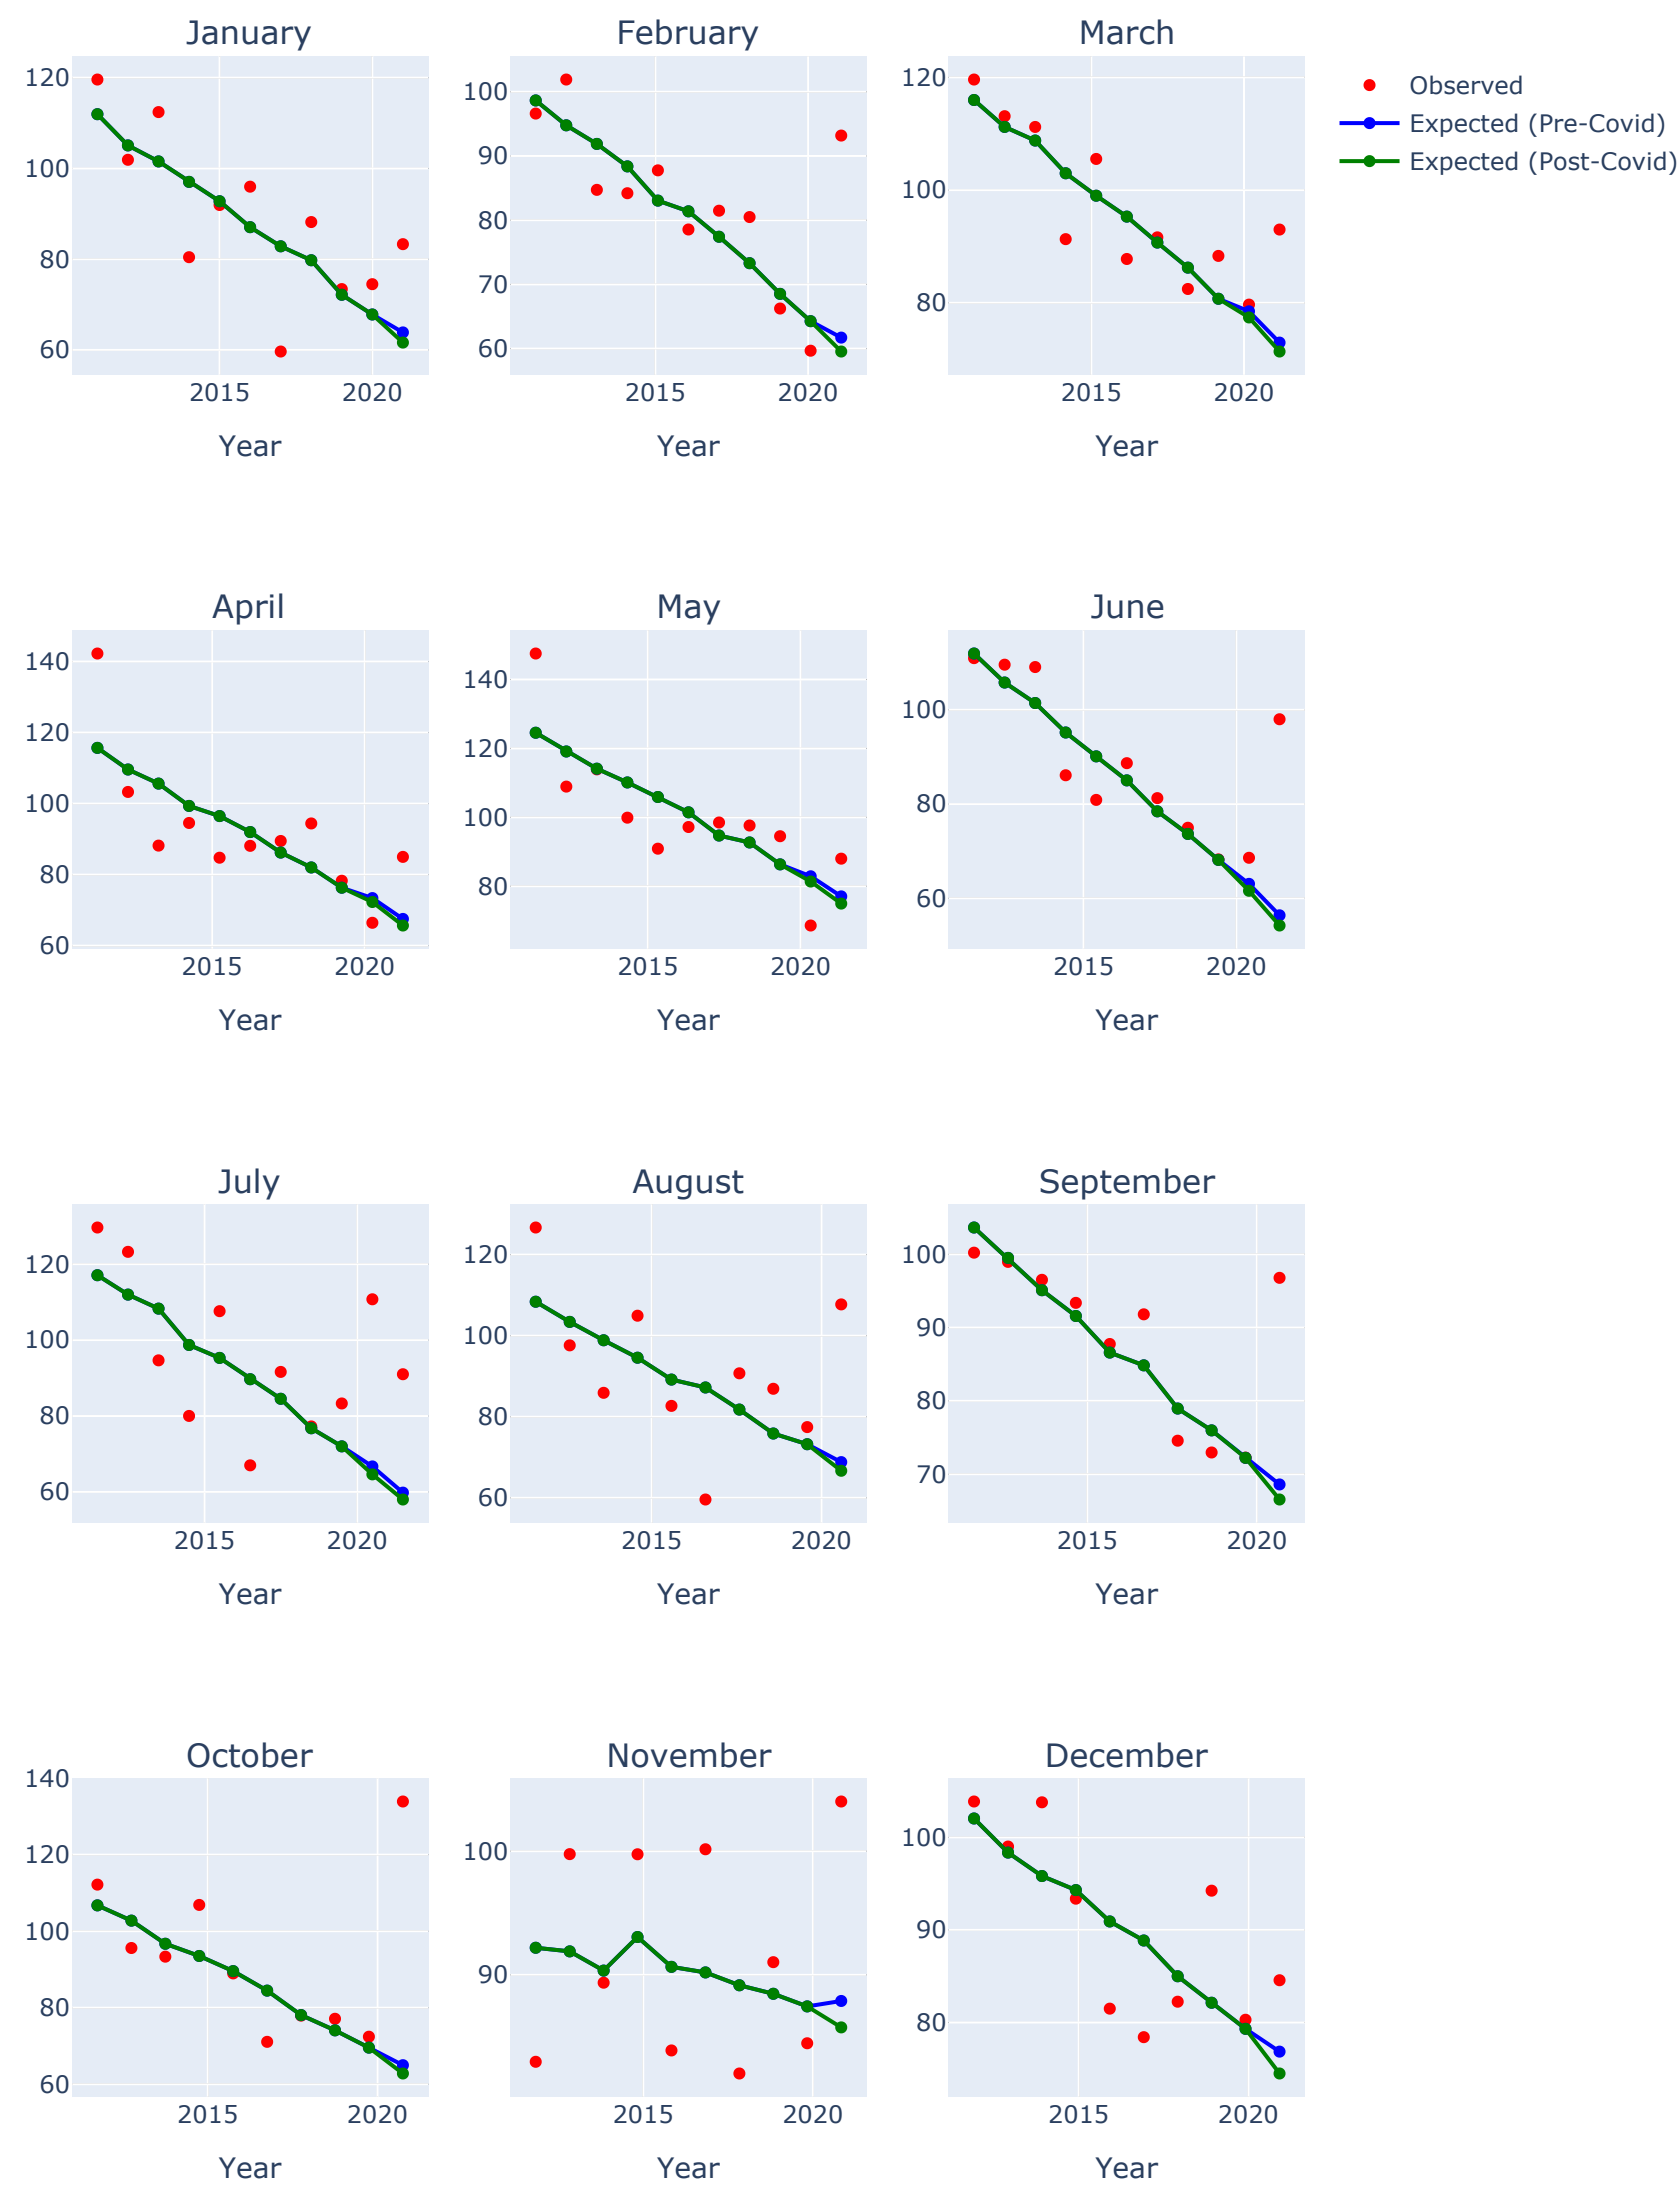 January
February
March
120
100
80
60
2015
2020
Year
100
90
80
70
60
2015
2020
Year
120
100
80
2015
2020
Year
Observed
Expected (Pre-Covid)
Expected (Post-Covid)
April
May
June
140
120
100
80
60
2015
2020
Year
140
120
100
80
2015
2020
Year
100
80
60
2015
2020
Year
July
August
September
120
100
80
60
2015
2020
Year
120
100
80
60
2015
2020
Year
100
90
80
70
2015
2020
Year
October
November
December
140
120
100
80
60
2015
2020
Year
100
90
2015
2020
Year
100
90
80
2015
2020
Year